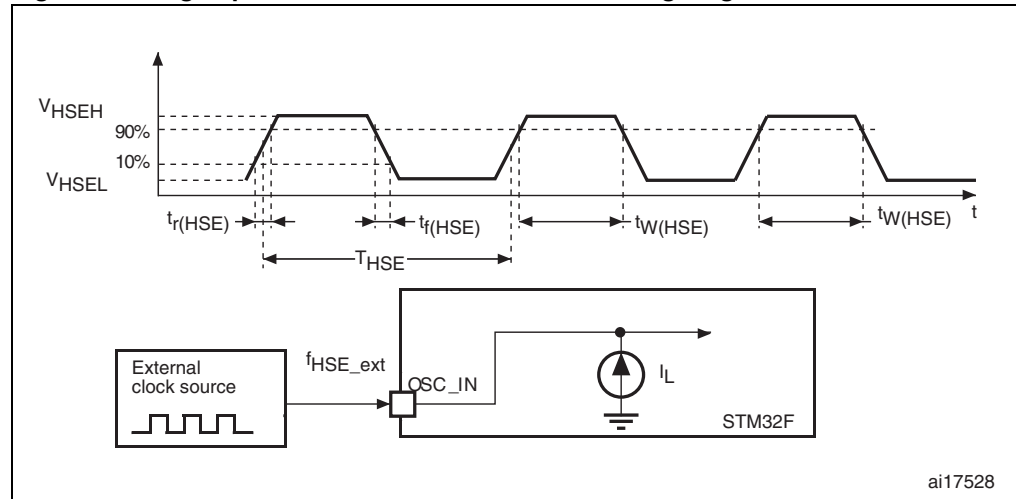 VHSEH
90%
10%
VHSEL
tr(HSE)
tf(HSE)
tW(HSE)
tW(HSE)
t
THSE
External
clock source
fHSE_ext
OSC_IN
IL
STM32F
ai17528